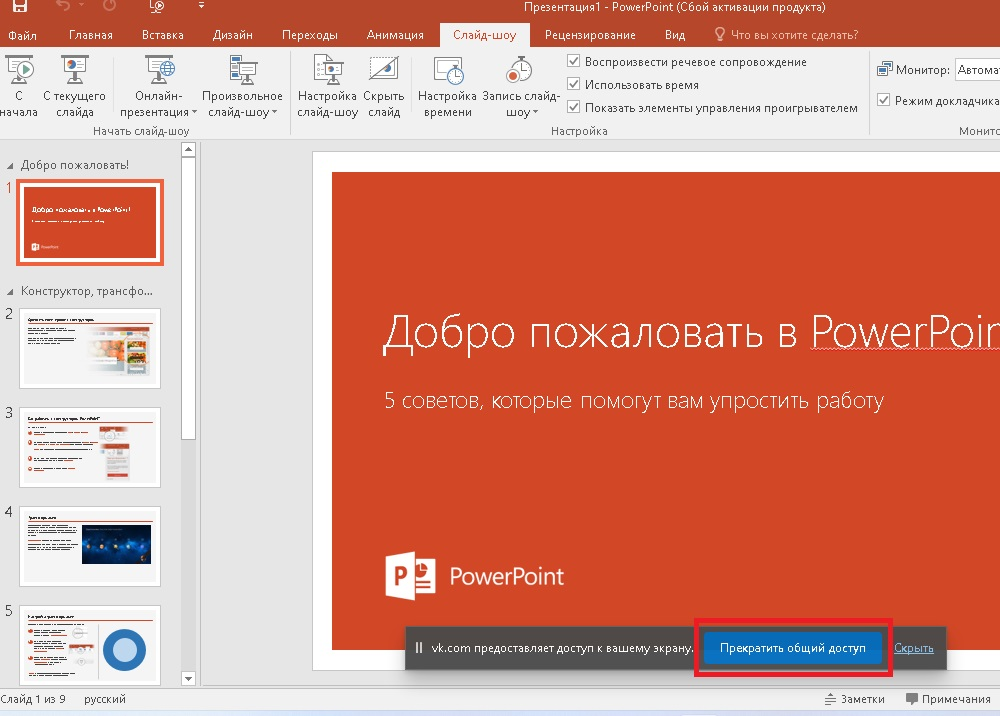 Презентация1 - PowerPoint (Сбой активации продукта)
Файл Главная Вставка Дизайн Переходы Анимация Слайд-шоу Рецензирование Вид Что вы хотите сделать?
С начала
С текущего слайда
Онлайн-презентация
Произвольное слайд-шоу
Начать слайд-шоу
Настройка слайд-шоу
Скрыть слайд
Настройка времени
Запись слайд-шоу
Воспроизвести речевое сопровождение
Использовать время
Показать элементы управления проигрывателем
Настройка
Монитор: Автомат
Режим докладчика
Монито
Добро пожаловать!
1
Добро пожаловать в PowerPoint!
PowerPoint
Конструктор, трансфо...
2
3
4
5
Добро пожаловать в PowerPoin
5 советов, которые помогут вам упростить работу
P
PowerPoint
vk.com предоставляет доступ к вашему экрану.
Прекратить общий доступ
Скрыть
Слайд 1 из 9 русский
Заметки Примечания